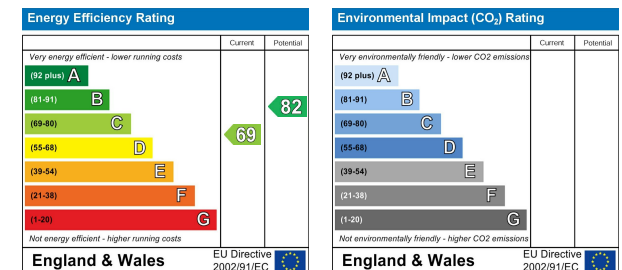 Energy Efficiency Rating
Current Potential
Very energy efficient - lower running costs
(92 plus) A
(81-91) B
(69-80) C
(55-68) D
(39-54) E
(21-38) F
(1-20) G
69
82
Not energy efficient - higher running costs
England & Wales
EU Directive
2002/91/EC
Environmental Impact (CO₂) Rating
Current Potential
Very environmentally friendly - lower CO2 emissions
(92 plus) A
(81-91) B
(69-80) C
(55-68) D
(39-54) E
(21-38) F
(1-20) G
Not environmentally friendly - higher CO2 emissions
England & Wales
EU Directive
2002/91/EC